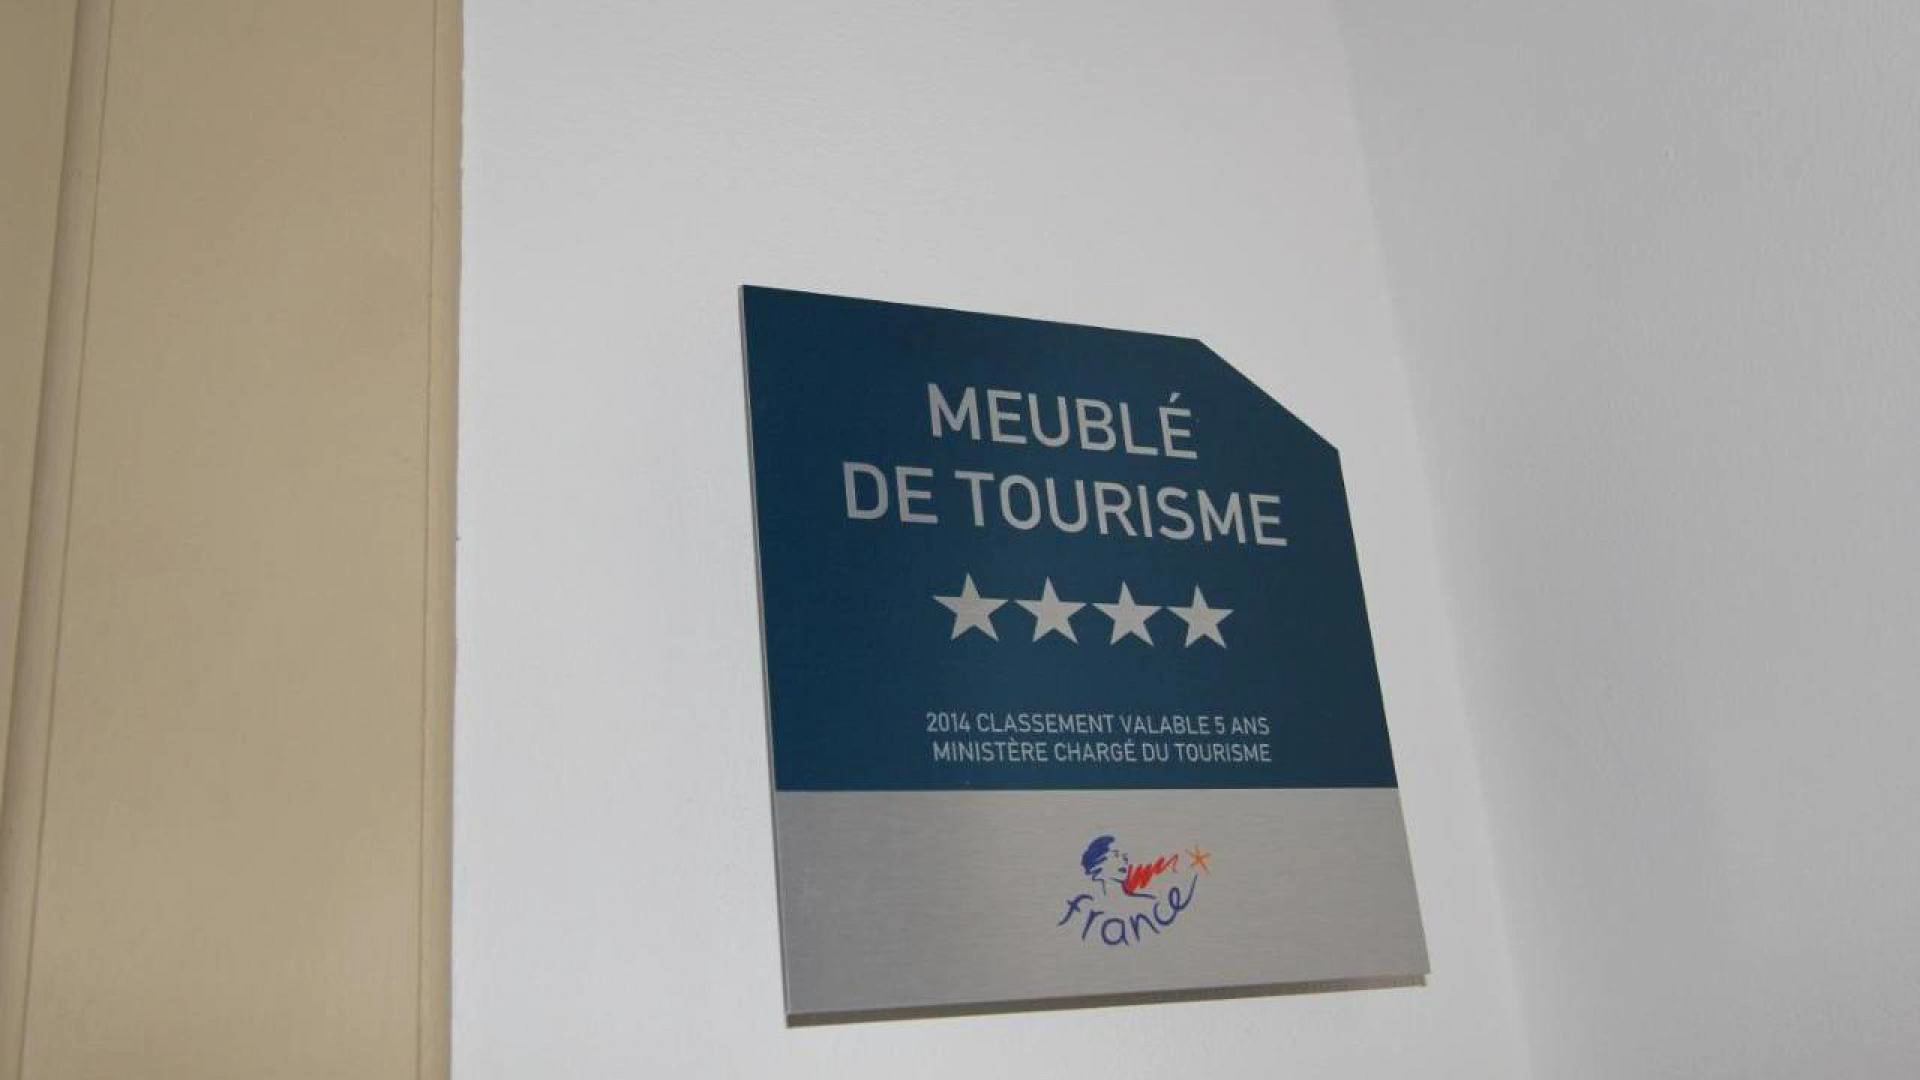 MEUBLÉ
DE TOURISME
2014 CLASSEMENT VALABLE 5 ANS
MINISTÈRE CHARGÉ DU TOURISME
france